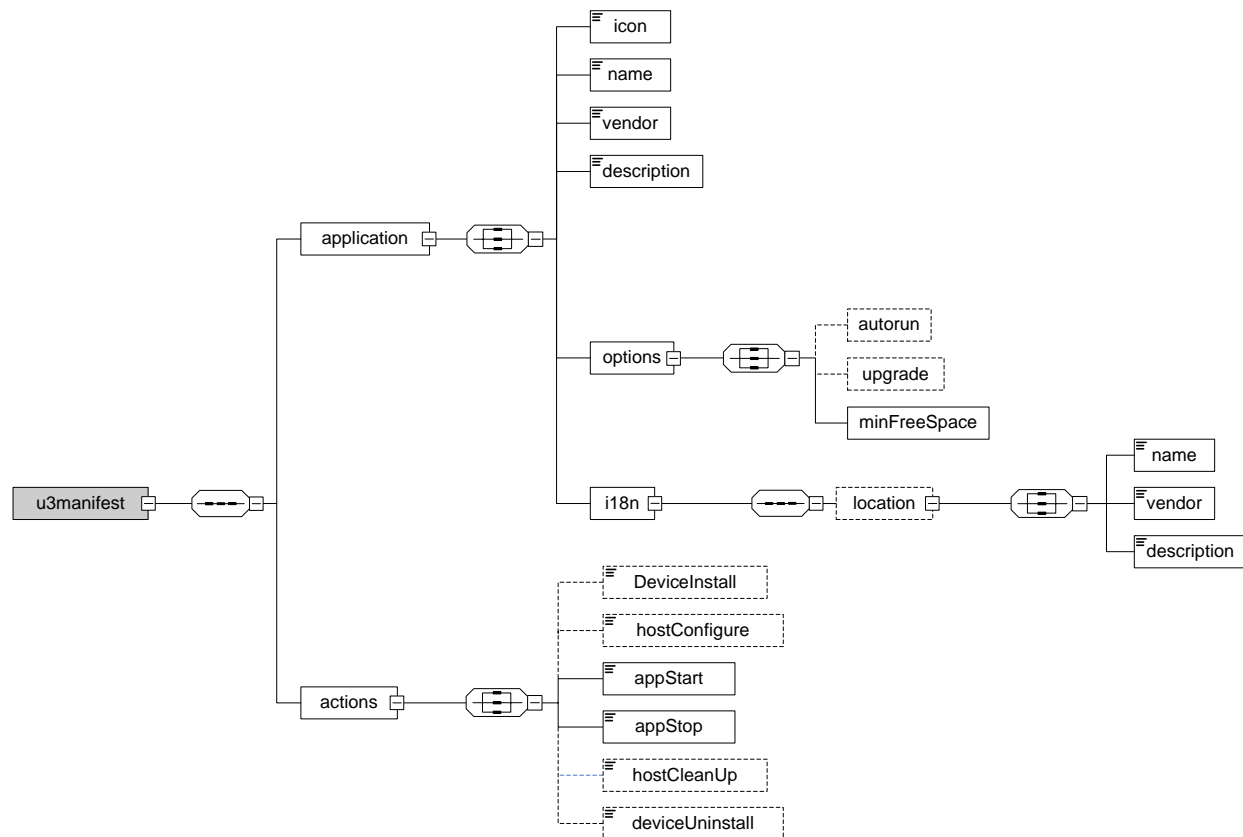 icon
name
vendor
description
application
autorun
options
upgrade
minFreeSpace
name
u3manifest
i18n
location
vendor
description
DeviceInstall
hostConfigure
appStart
actions
appStop
hostCleanUp
deviceUninstall